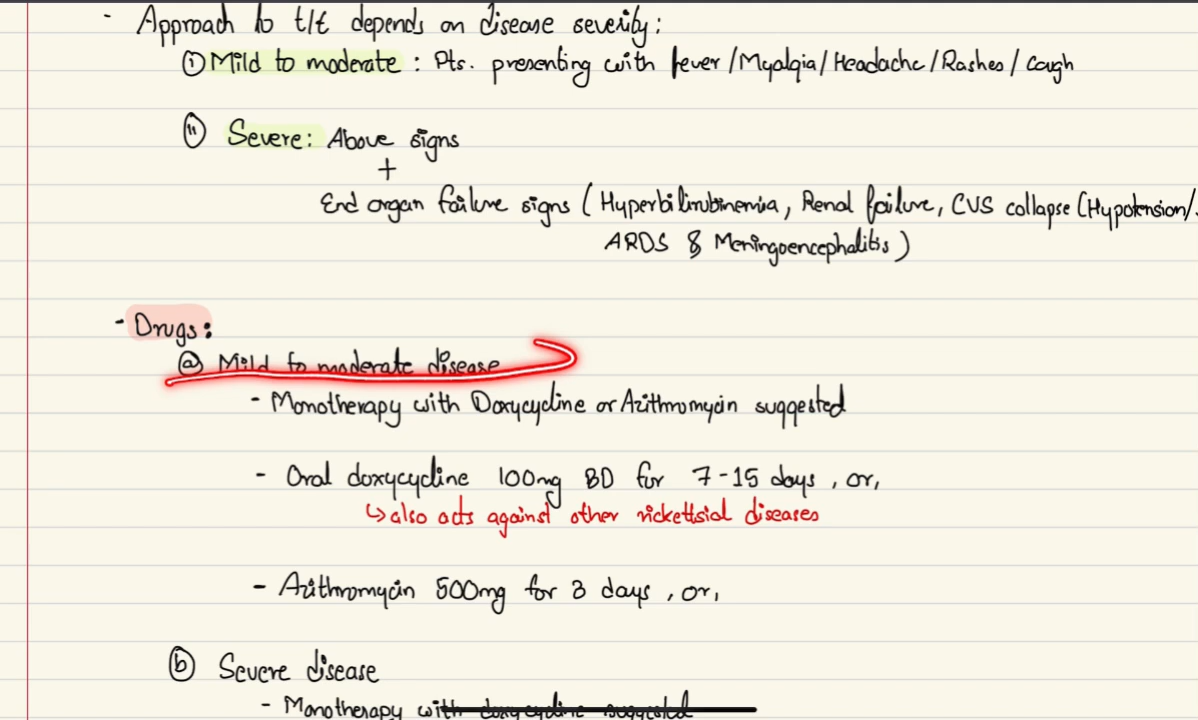 - Approach to t/t depends on disease severity:
(i) Mild to moderate : Pts. presenting with fever/Myalgia/Headache/Rashes/Cough
(ii) Severe: Above signs
+
End organ failure signs (Hyperbilirubinemia, Renal failure, CVS collapse (Hypotension/
ARDS & Meningoencephalitis)
- Drugs:
(a) Mild to moderate disease
- Monotherapy with Doxycycline or Azithromycin suggested
- Oral doxycycline 100mg BD for 7-15 days, or,
↳ also acts against other rickettsial diseases
- Azithromycin 500mg for 3 days, or,
(b) Severe disease
- Monotherapy with doxycycline suggested